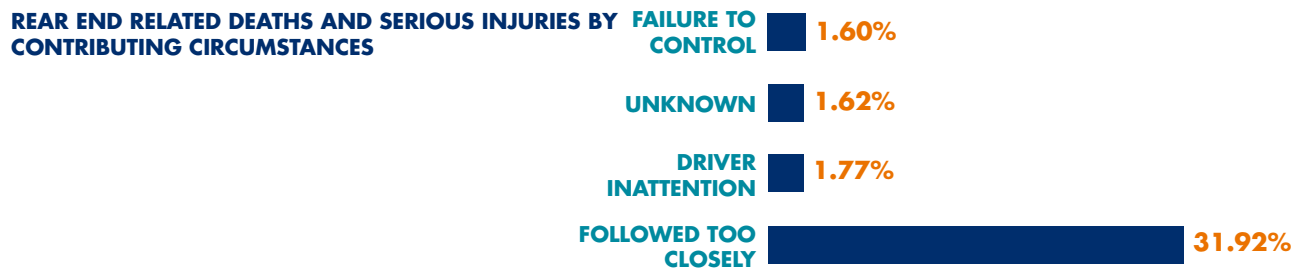 REAR END RELATED DEATHS AND SERIOUS INJURIES BY
CONTRIBUTING CIRCUMSTANCES
FAILURE TO
CONTROL
1.60%
UNKNOWN
1.62%
DRIVER
INATTENTION
1.77%
FOLLOWED TOO
CLOSELY
31.92%